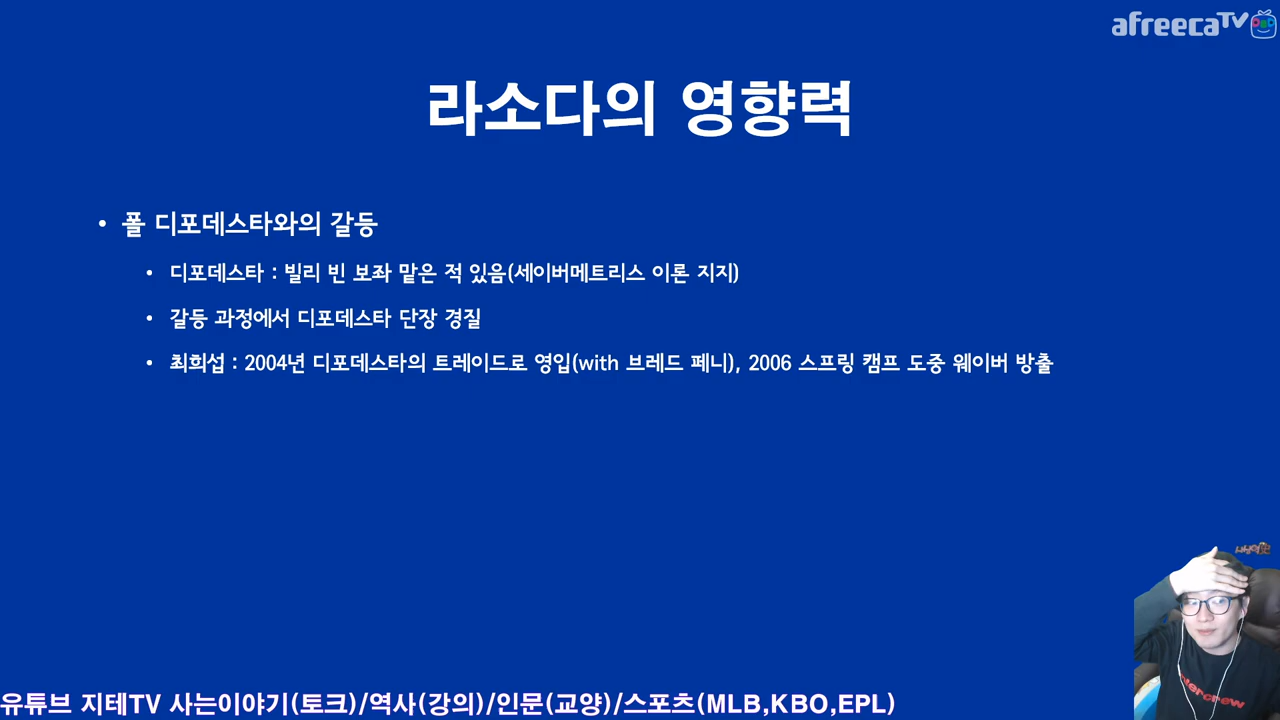 afreecaTV
라소다의 영향력
• 폴 디포데스타와의 갈등
• 디포데스타 : 빌리 빈 보좌 맡은 적 있음(세이버메트리스 이론 지지)
• 갈등 과정에서 디포데스타 단장 경질
• 최희섭 : 2004년 디포데스타의 트레이드로 영입(with 브레드 페니), 2006 스프링 캠프 도중 웨이버 방출
유튜브 지테TV 사는이야기(토크)/역사(강의)/인문(교양)/스포츠(MLB,KBO,EPL)